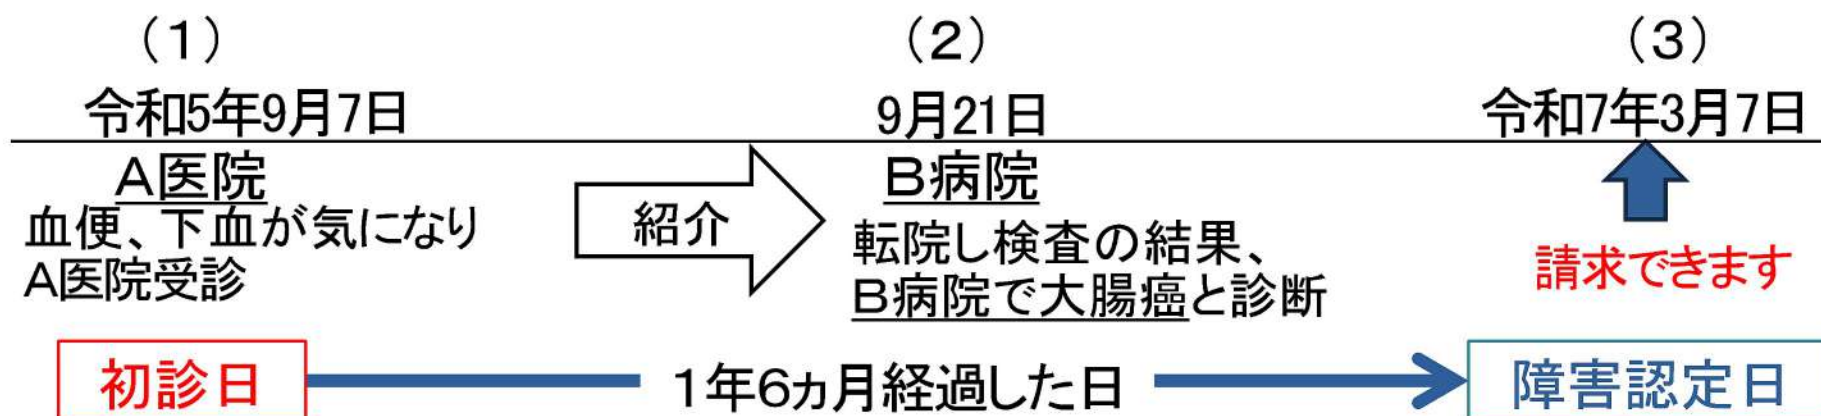 （1）
（2）
（3）
令和5年9月7日
9月21日
令和7年3月7日
A医院
血便、下血が気になり
A医院受診
紹介
B病院
転院し検査の結果、
B病院で大腸癌と診断
請求できます
初診日
1年6ヵ月経過した日
障害認定日